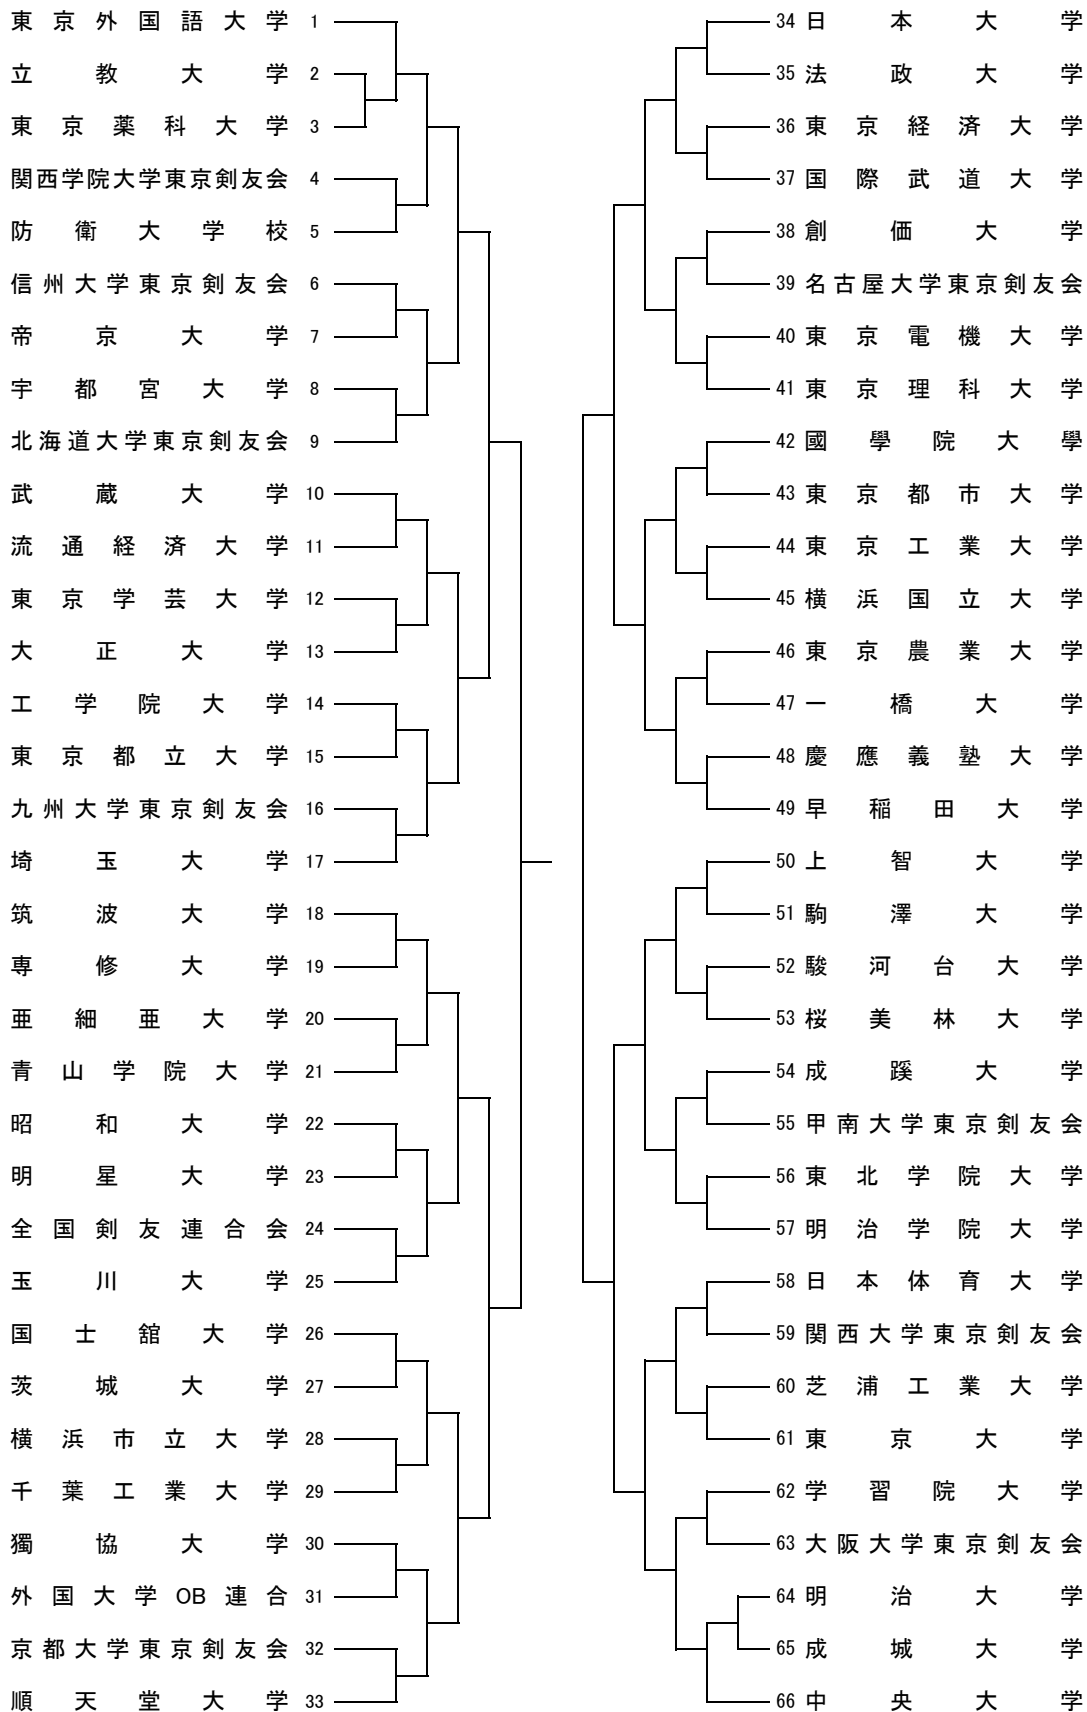 東京外国語大学 1
立教大学 2
東京薬科大学 3
関西学院大学東京剣友会 4
防衛大学校 5
信州大学東京剣友会 6
帝京大学 7
宇都宮大学 8
北海道大学東京剣友会 9
武蔵大学 10
流通経済大学 11
東京学芸大学 12
大正大学 13
工学院大学 14
東京都立大学 15
九州大学東京剣友会 16
埼玉大学 17
筑波大学 18
専修大学 19
亜細亜大学 20
青山学院大学 21
昭和大学 22
明星大学 23
全国剣友連合会 24
玉川大学 25
国士舘大学 26
茨城大学 27
横浜市立大学 28
千葉工業大学 29
獨協大学 30
外国大学OB連合 31
京都大学東京剣友会 32
順天堂大学 33
34 日本大学
35 法政大学
36 東京経済大学
37 国際武道大学
38 創価大学
39 名古屋大学東京剣友会
40 東京電機大学
41 東京理科大学
42 國學院大學
43 東京都市大学
44 東京工業大学
45 横浜国立大学
46 東京農業大学
47 一橋大学
48 慶應義塾大学
49 早稲田大学
50 上智大学
51 駒澤大学
52 駿河台大学
53 桜美林大学
54 成蹊大学
55 甲南大学東京剣友会
56 東北学院大学
57 明治学院大学
58 日本体育大学
59 関西大学東京剣友会
60 芝浦工業大学
61 東京大学
62 学習院大学
63 大阪大学東京剣友会
64 明治大学
65 成城大学
66 中央大学